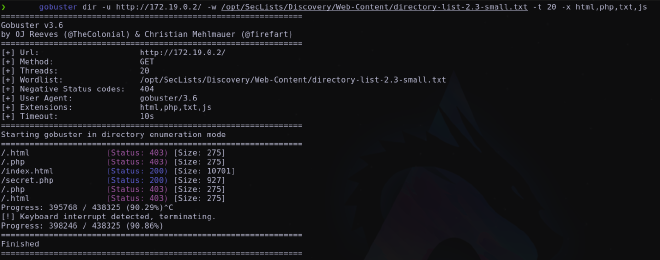 ❯ gobuster dir -u http://172.19.0.2/ -w /opt/SecLists/Discovery/Web-Content/directory-list-2.3-small.txt -t 20 -x html,php,txt,js
===============================================================
Gobuster v3.6
by OJ Reeves (@TheColonial) & Christian Mehlmauer (@firefart)
===============================================================
[+] Url:                     http://172.19.0.2/
[+] Method:                  GET
[+] Threads:                 20
[+] Wordlist:                /opt/SecLists/Discovery/Web-Content/directory-list-2.3-small.txt
[+] Negative Status codes:   404
[+] User Agent:              gobuster/3.6
[+] Extensions:              html,php,txt,js
[+] Timeout:                 10s
===============================================================
Starting gobuster in directory enumeration mode
===============================================================
/.html                (Status: 403) [Size: 275]
/.php                 (Status: 403) [Size: 275]
/index.html           (Status: 200) [Size: 10701]
/secret.php           (Status: 200) [Size: 927]
/.php                 (Status: 403) [Size: 275]
/.html                (Status: 403) [Size: 275]
Progress: 395768 / 438325 (90.29%)^C
[!] Keyboard interrupt detected, terminating.
Progress: 398246 / 438325 (90.86%)
===============================================================
Finished
===============================================================